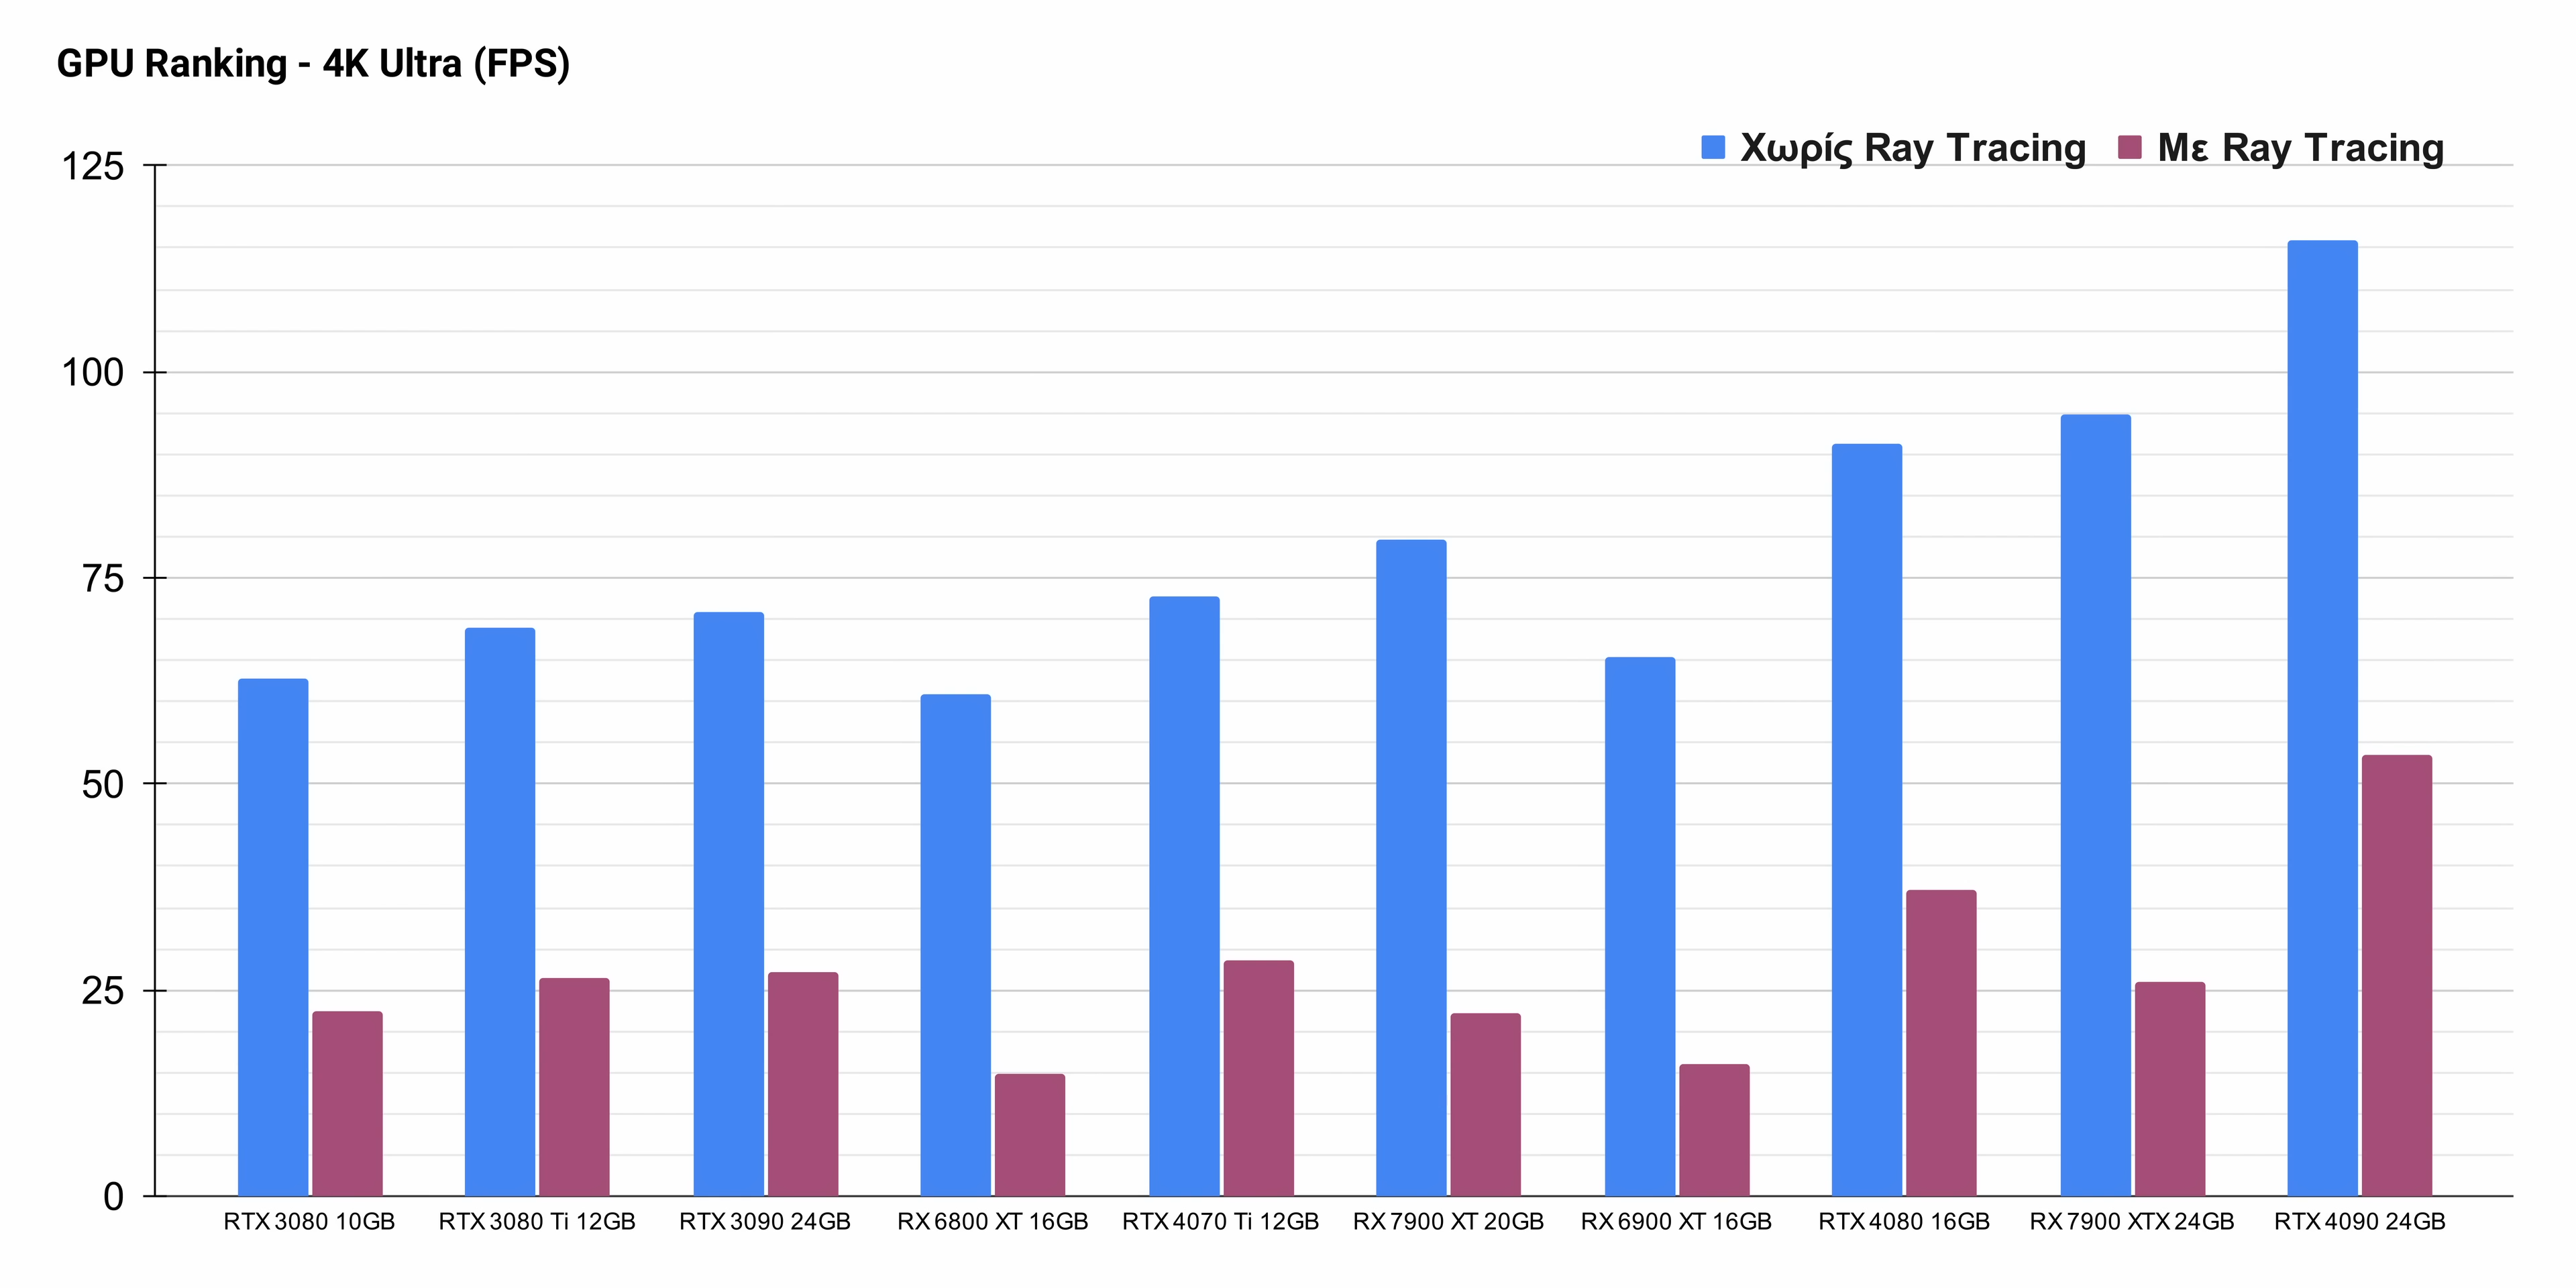 GPU Ranking - 4K Ultra (FPS)
Χωρίς Ray Tracing Με Ray Tracing
125
100
75
50
25
0
RTX 3080 10GB RTX 3080 Ti 12GB RTX 3090 24GB RX 6800 XT 16GB RTX 4070 Ti 12GB RX 7900 XT 20GB RX 6900 XT 16GB RTX 4080 16GB RX 7900 XTX 24GB RTX 4090 24GB